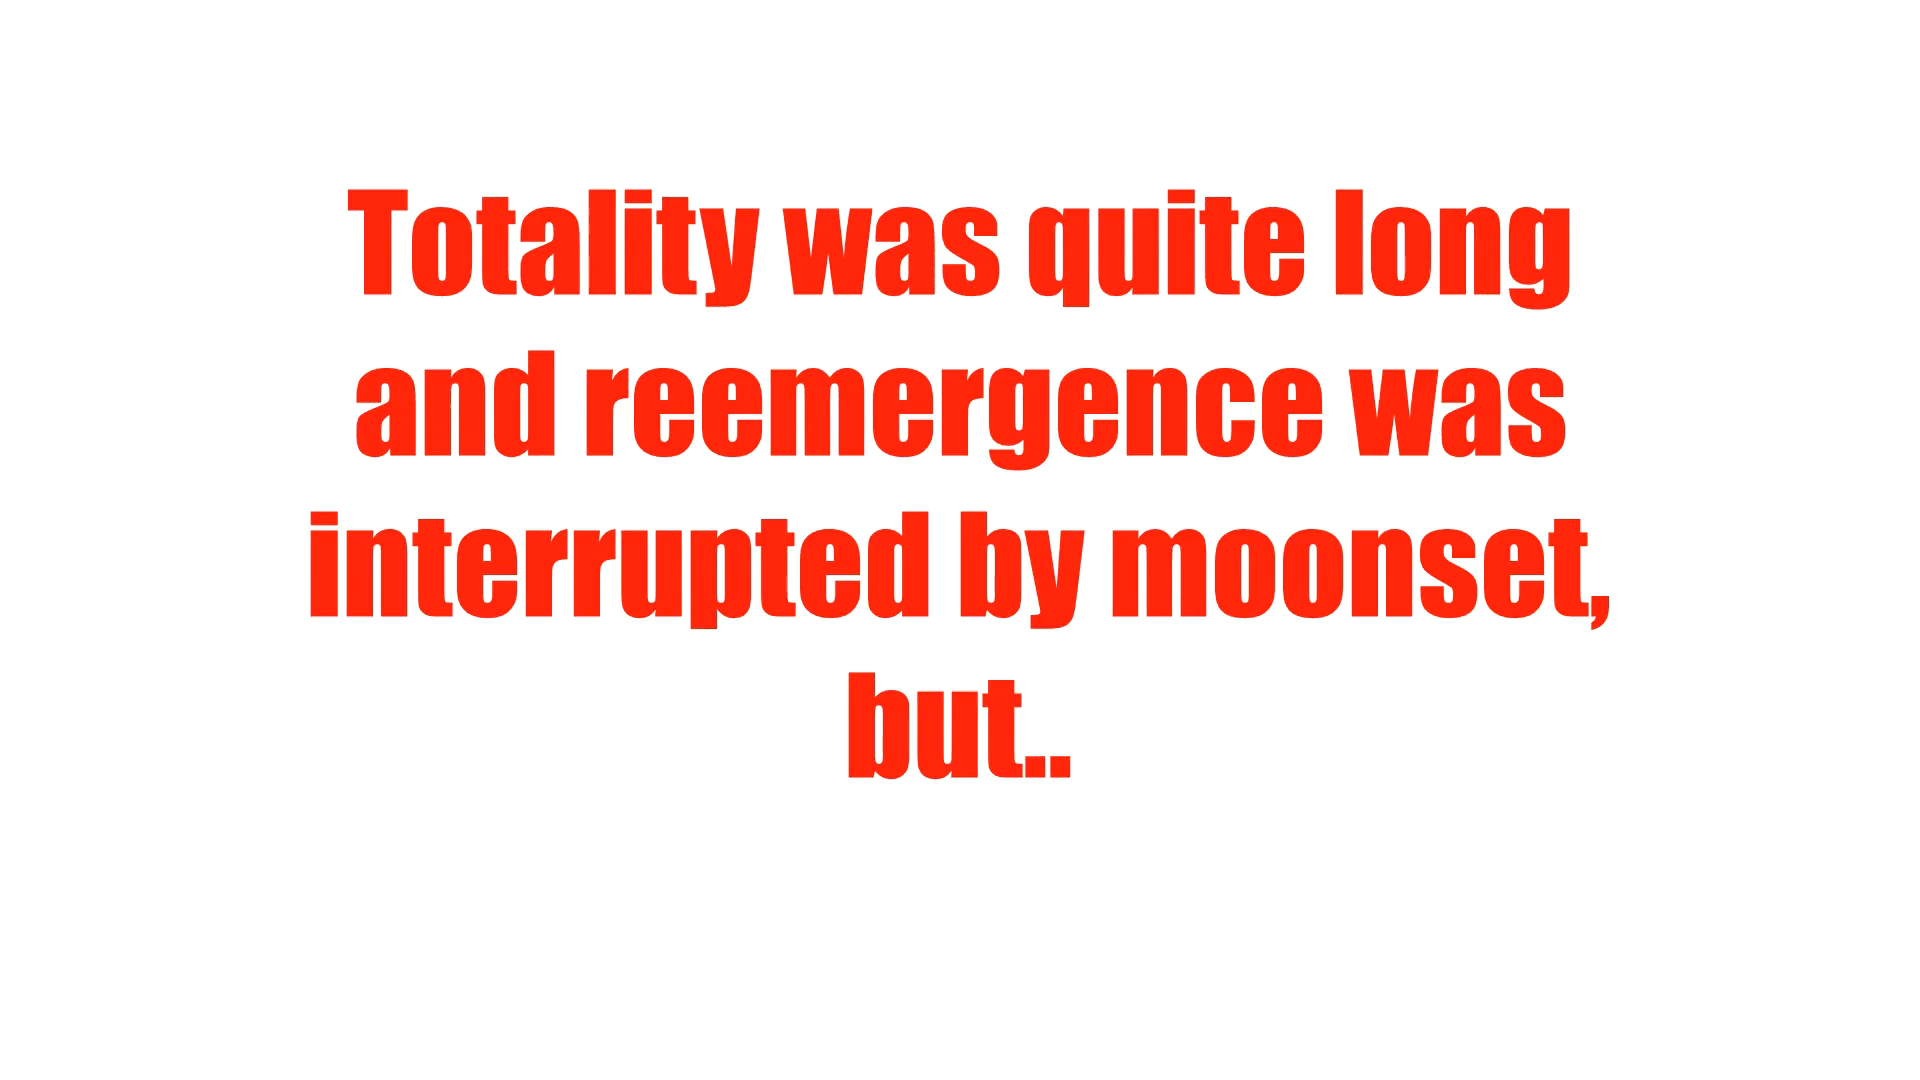 Totality was quite long
and reemergence was
interrupted by moonset,
but..